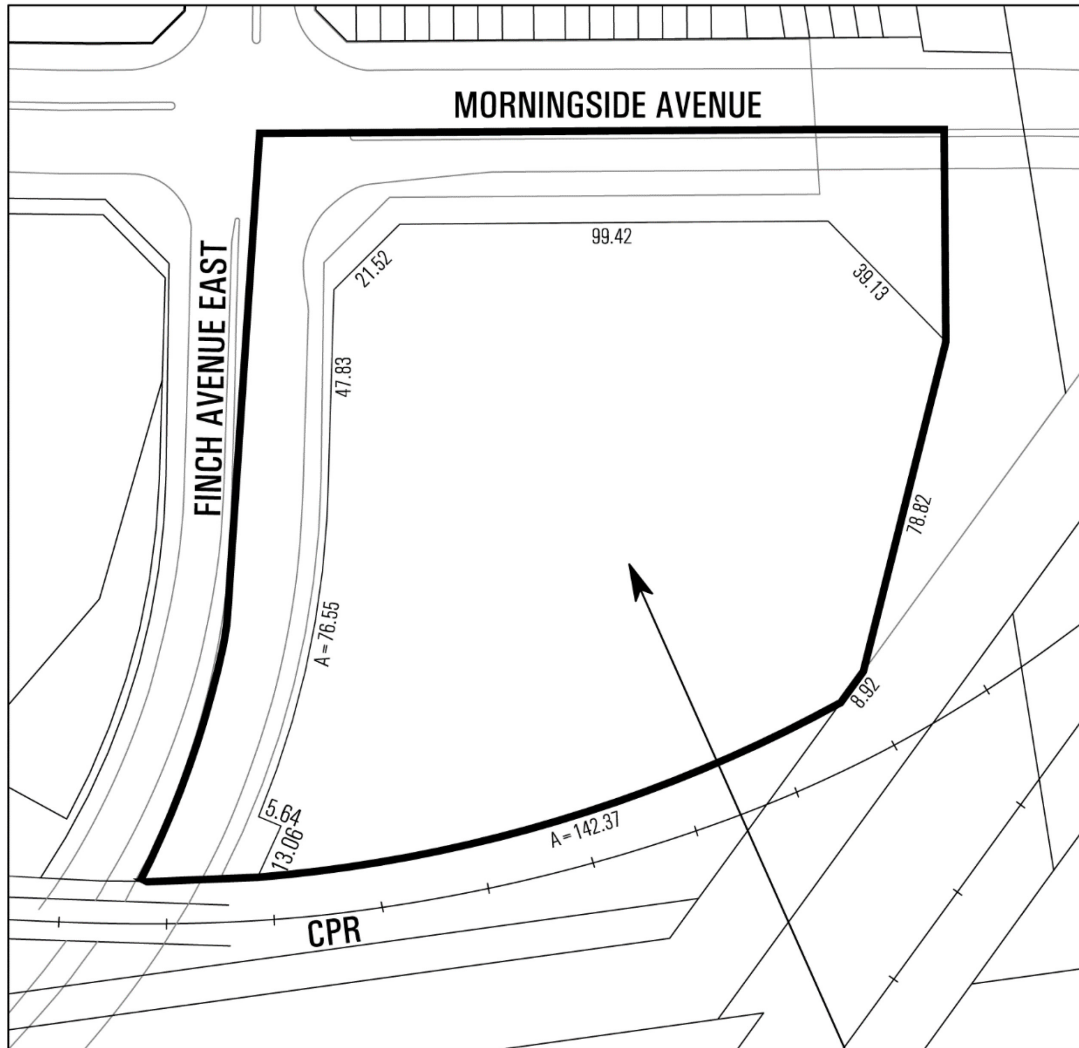 MORNINGSIDE AVENUE
99.42
21.52
39.13
FINCH AVENUE EAST
47.83
78.82
A = 76.55
8.92
5.64
13.06
A = 142.37
CPR